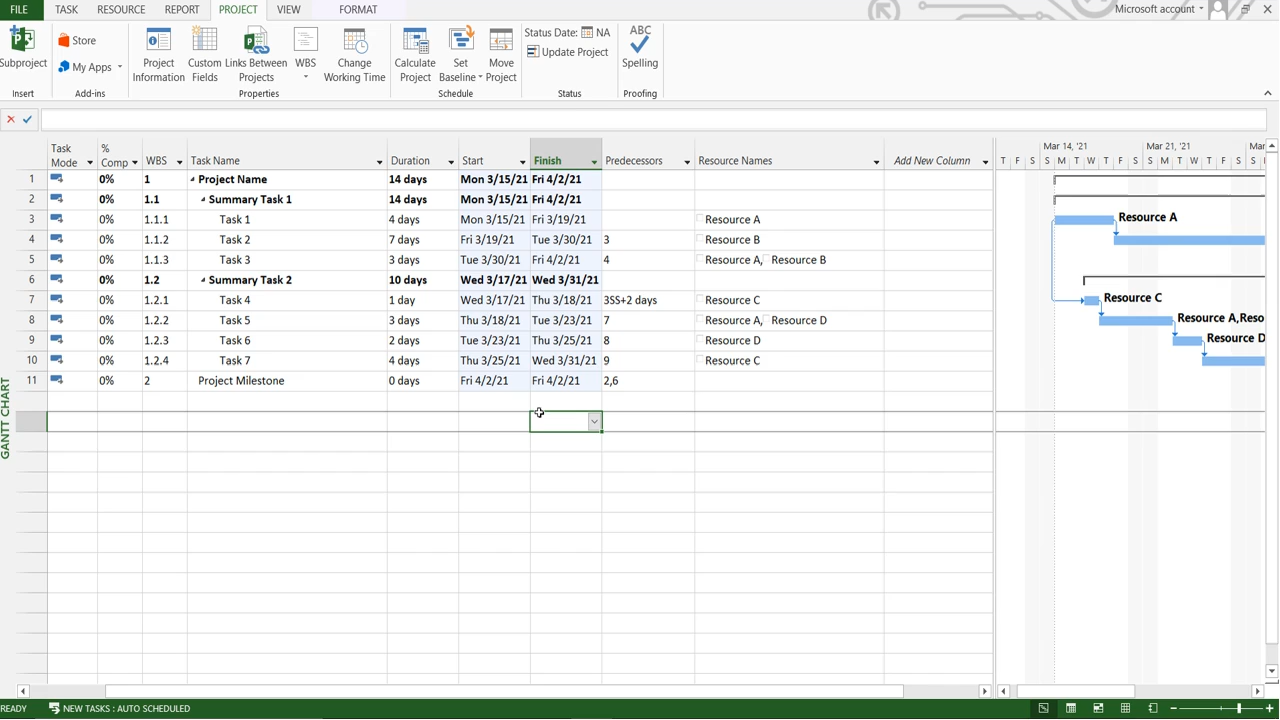 FILE TASK RESOURCE REPORT PROJECT VIEW FORMAT Microsoft account
Subproject
Store
My Apps
Project Information
Custom Fields
Links Between Projects
WBS
Change Working Time
Calculate Project
Set Baseline
Move Project
Status Date: NA
Update Project
ABC
Spelling
Insert Add-ins Properties Schedule Status Proofing
Task Mode % Comp WBS Task Name Duration Start Finish Predecessors Resource Names Add New Column
Mar 14, '21 Mar 21, '21 Mar
T F S S M T W T F S S M T W T F S S M T
1 0% 1 Project Name 14 days Mon 3/15/21 Fri 4/2/21
2 0% 1.1 Summary Task 1 14 days Mon 3/15/21 Fri 4/2/21
3 0% 1.1.1 Task 1 4 days Mon 3/15/21 Fri 3/19/21 Resource A Resource A
4 0% 1.1.2 Task 2 7 days Fri 3/19/21 Tue 3/30/21 3 Resource B
5 0% 1.1.3 Task 3 3 days Tue 3/30/21 Fri 4/2/21 4 Resource A, Resource B
6 0% 1.2 Summary Task 2 10 days Wed 3/17/21 Wed 3/31/21
7 0% 1.2.1 Task 4 1 day Wed 3/17/21 Thu 3/18/21 3SS+2 days Resource C Resource C
8 0% 1.2.2 Task 5 3 days Thu 3/18/21 Tue 3/23/21 7 Resource A, Resource D Resource A,Reso
9 0% 1.2.3 Task 6 2 days Tue 3/23/21 Thu 3/25/21 8 Resource D Resource D
10 0% 1.2.4 Task 7 4 days Thu 3/25/21 Wed 3/31/21 9 Resource C
11 0% 2 Project Milestone 0 days Fri 4/2/21 Fri 4/2/21 2,6
GANTT CHART
READY NEW TASKS : AUTO SCHEDULED